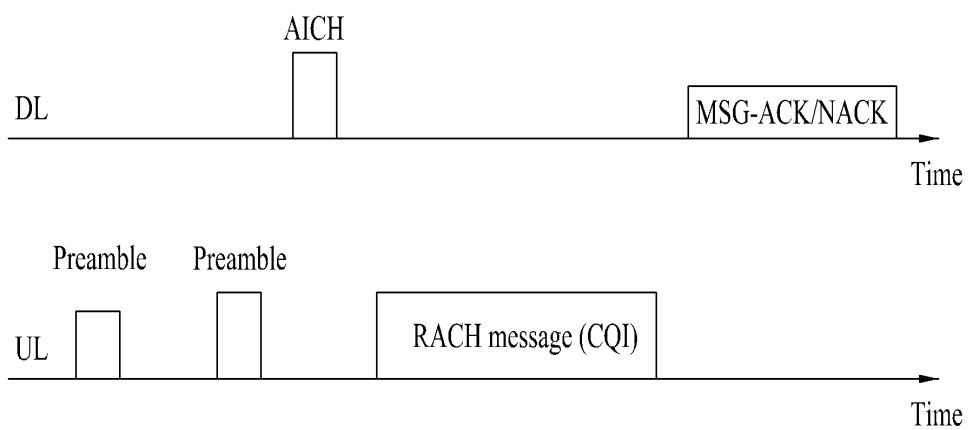 AICH
DL
MSG-ACK/NACK
Time
Preamble
Preamble
UL
RACH message (CQI)
Time